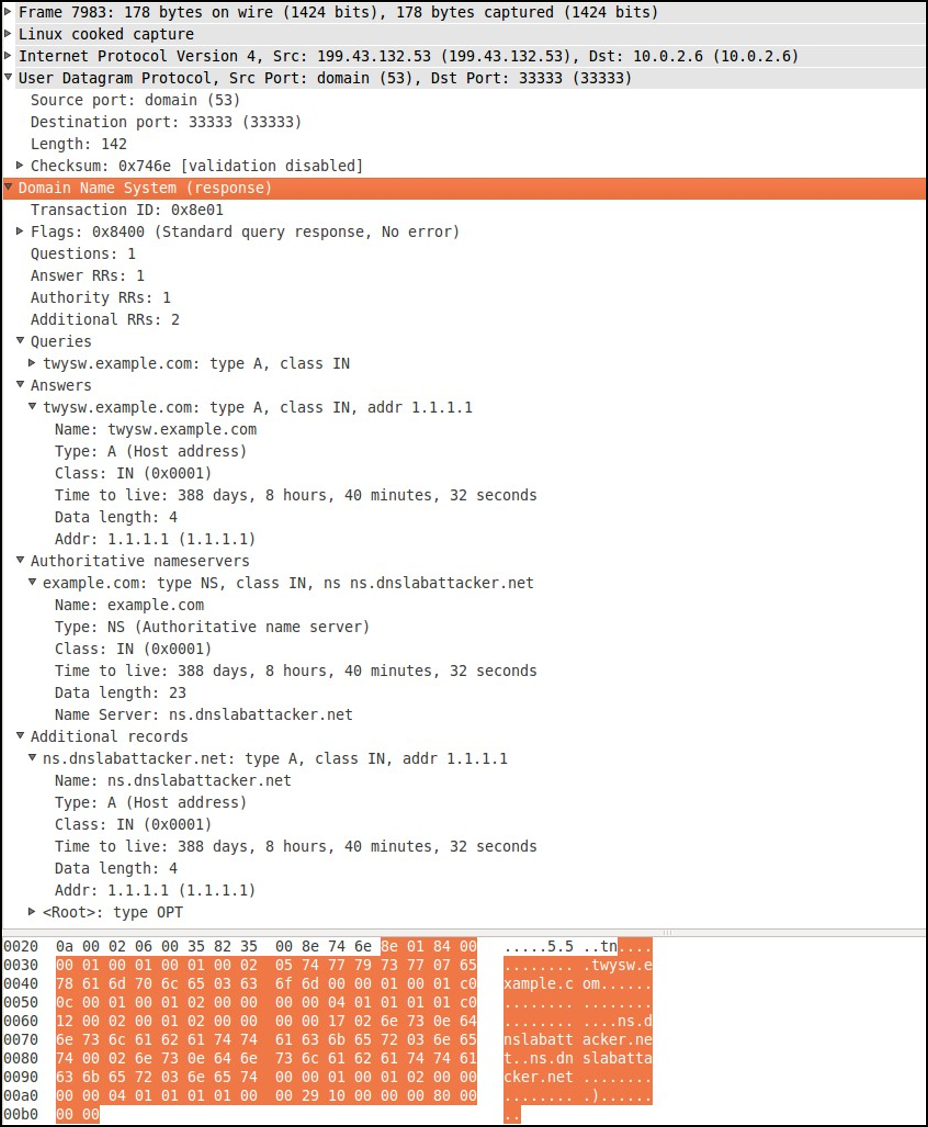 Frame 7983: 178 bytes on wire (1424 bits), 178 bytes captured (1424 bits)
Linux cooked capture
Internet Protocol Version 4, Src: 199.43.132.53 (199.43.132.53), Dst: 10.0.2.6 (10.0.2.6)
User Datagram Protocol, Src Port: domain (53), Dst Port: 33333 (33333)
Source port: domain (53)
Destination port: 33333 (33333)
Length: 142
Checksum: 0x746e [validation disabled]
Domain Name System (response)
Transaction ID: 0x8e01
Flags: 0x8400 (Standard query response, No error)
Questions: 1
Answer RRs: 1
Authority RRs: 1
Additional RRs: 2
Queries
twysw.example.com: type A, class IN
Answers
twysw.example.com: type A, class IN, addr 1.1.1.1
Name: twysw.example.com
Type: A (Host address)
Class: IN (0x0001)
Time to live: 388 days, 8 hours, 40 minutes, 32 seconds
Data length: 4
Addr: 1.1.1.1 (1.1.1.1)
Authoritative nameservers
example.com: type NS, class IN, ns ns.dnslabattacker.net
Name: example.com
Type: NS (Authoritative name server)
Class: IN (0x0001)
Time to live: 388 days, 8 hours, 40 minutes, 32 seconds
Data length: 23
Name Server: ns.dnslabattacker.net
Additional records
ns.dnslabattacker.net: type A, class IN, addr 1.1.1.1
Name: ns.dnslabattacker.net
Type: A (Host address)
Class: IN (0x0001)
Time to live: 388 days, 8 hours, 40 minutes, 32 seconds
Data length: 4
Addr: 1.1.1.1 (1.1.1.1)
<Root>: type OPT
0020 0a 00 02 06 00 35 82 35 00 8e 74 6e 8e 01 84 00 .....5.5 ..tn....
0030 00 01 00 01 00 01 00 02 05 74 77 79 73 77 07 65 ........ .twysw.e
0040 78 61 6d 70 6c 65 03 63 6f 6d 00 00 01 00 01 c0 xample.c om......
0050 0c 00 01 00 01 02 00 00 00 00 04 01 01 01 01 c0 ........ ........
0060 12 00 02 00 01 02 00 00 00 00 17 02 6e 73 0e 64 ........ ....ns.d
0070 6e 73 6c 61 62 61 74 74 61 63 6b 65 72 03 6e 65 nslabatt acker.ne
0080 74 00 02 6e 73 0e 64 6e 73 6c 61 62 61 74 74 61 t..ns.dn slabatta
0090 63 6b 65 72 03 6e 65 74 00 00 01 00 01 02 00 00 cker.net ........
00a0 00 00 04 01 01 01 01 00 00 29 10 00 00 00 80 00 ........ .)......
00b0 00 00 ..